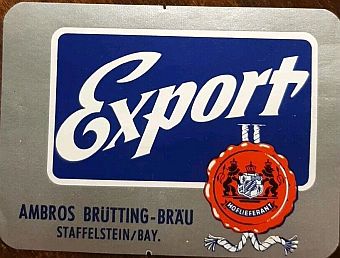 Export
HOFLIEFERANT
AMBROS BRÜTTING-BRÄU
STAFFELSTEIN/BAY.